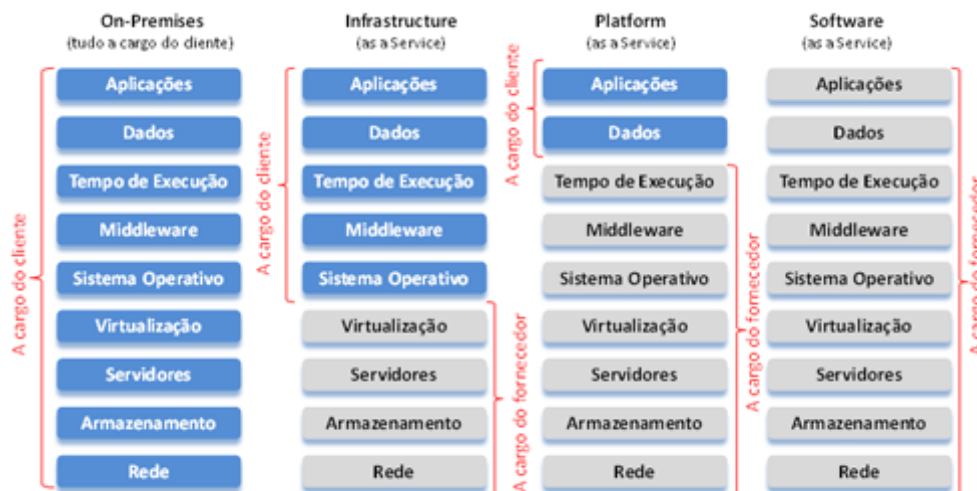 On-Premises
(tudo a cargo do cliente)
A cargo do cliente
Aplicações
Dados
Tempo de Execução
Middleware
Sistema Operativo
Virtualização
Servidores
Armazenamento
Rede
Infrastructure
(as a Service)
A cargo do cliente
Aplicações
Dados
Tempo de Execução
Middleware
Sistema Operativo
Virtualização
Servidores
Armazenamento
Rede
A cargo do fornecedor
Platform
(as a Service)
A cargo do cliente
Aplicações
Dados
Tempo de Execução
Middleware
Sistema Operativo
Virtualização
Servidores
Armazenamento
Rede
A cargo do fornecedor
Software
(as a Service)
Aplicações
Dados
Tempo de Execução
Middleware
Sistema Operativo
Virtualização
Servidores
Armazenamento
Rede
A cargo do fornecedor